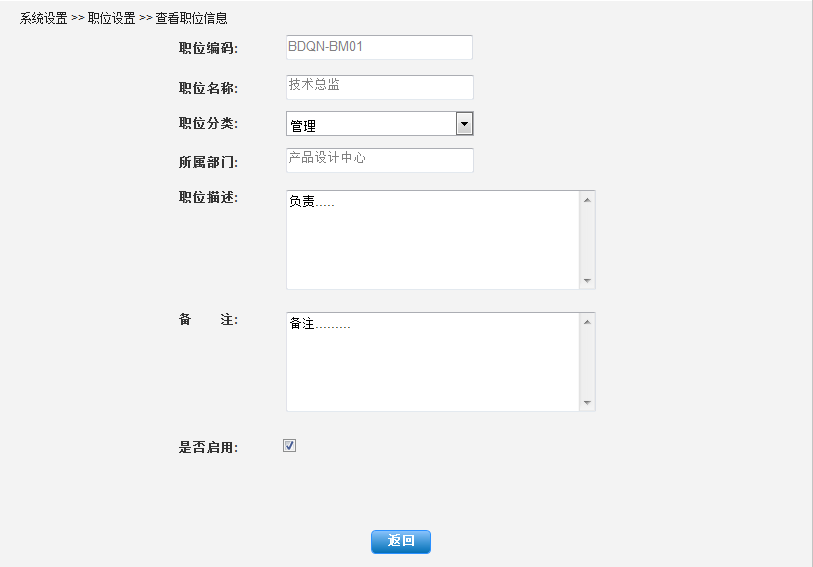 系统设置 >> 职位设置 >> 查看职位信息
职位编码: BDQN-BM01
职位名称: 技术总监
职位分类: 管理
所属部门: 产品设计中心
职位描述: 负责.....
备 注: 备注.........
是否启用:
返回